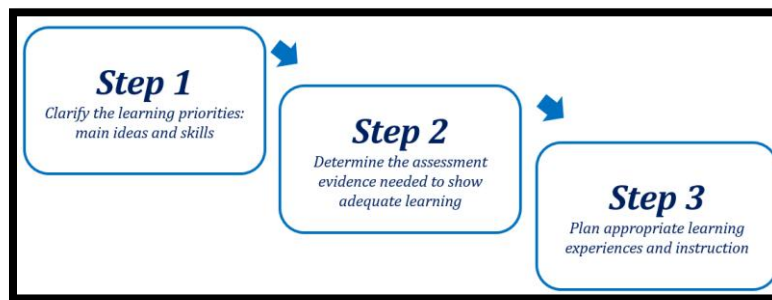 Step 1
Clarify the learning priorities:
main ideas and skills
Step 2
Determine the assessment
evidence needed to show
adequate learning
Step 3
Plan appropriate learning
experiences and instruction